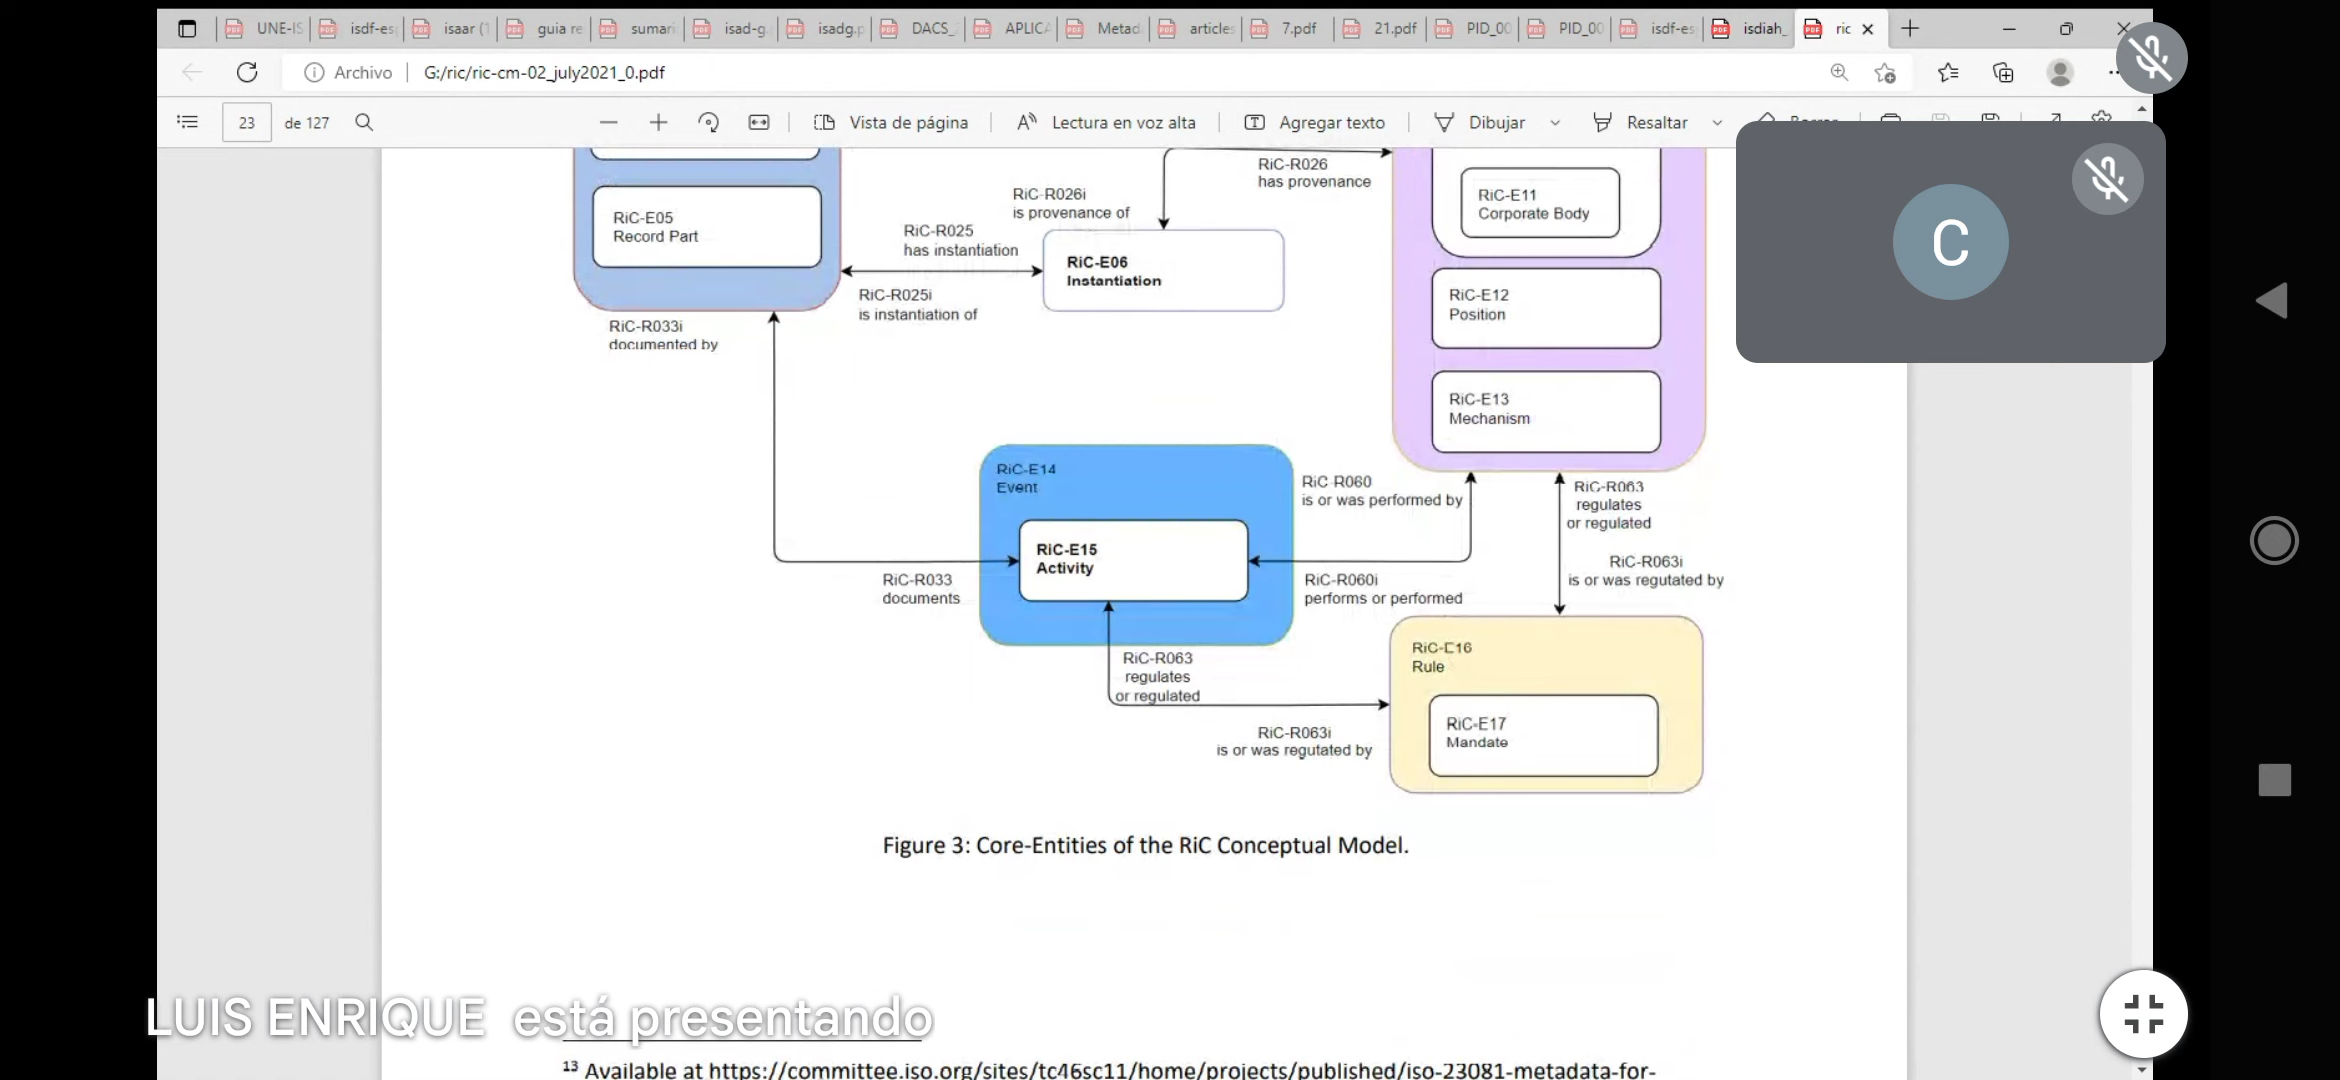 UNE-IS isdf-es isaar (1 guia re sumari isad-g. isadg.p DACS_ APLICA Metad articles 7.pdf 21.pdf PID_00 PID_00 isdf-es isdiah_ ric
Archivo G:/ric/ric-cm-02_july2021_0.pdf
23 de 127 Vista de página Lectura en voz alta Agregar texto Dibujar Resaltar
RiC-R026
has provenance
RiC-R026i
is provenance of
RiC-E11
Corporate Body
RiC-E05
Record Part
RiC-R025
has instantiation
RiC-E06
Instantiation
RiC-R025i
is instantiation of
RiC-E12
Position
RiC-R033i
documented by
RiC-E13
Mechanism
RiC-E14
Event
RiC-R060
is or was performed by
RiC-R063
regulates
or regulated
RiC-E15
Activity
RiC-R063i
is or was regutated by
RiC-R033
documents
RiC-R060i
performs or performed
RiC-R063
regulates
or regulated
RiC-E16
Rule
RiC-R063i
is or was regutated by
RiC-E17
Mandate
Figure 3: Core-Entities of the RiC Conceptual Model.
LUIS ENRIQUE está presentando
13 Available at https://committee.iso.org/sites/tc46sc11/home/projects/published/iso-23081-metadata-for-
C